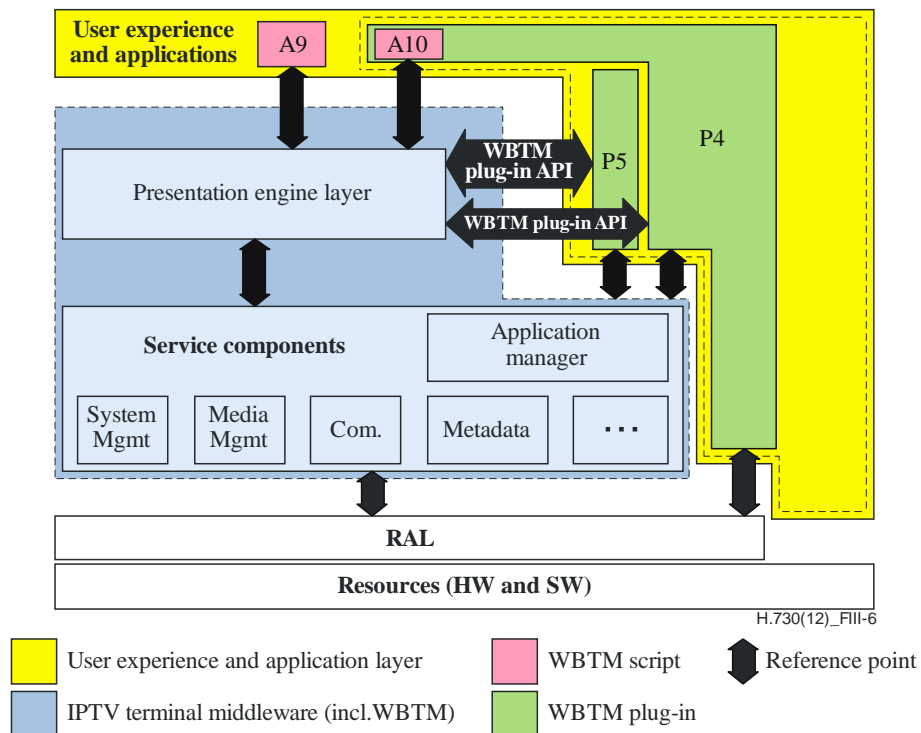 User experience
and applications
A9
A10
P4
P5
WBTM
plug-in API
Presentation engine layer
WBTM plug-in API
Service components
Application
manager
System
Mgmt
Media
Mgmt
Com.
Metadata
...
RAL
Resources (HW and SW)
H.730(12)_FIII-6
User experience and application layer
WBTM script
Reference point
IPTV terminal middleware (incl.WBTM)
WBTM plug-in